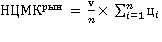 НЦМКрын = v/n × ∑ⁿᵢ₌₁ цᵢ